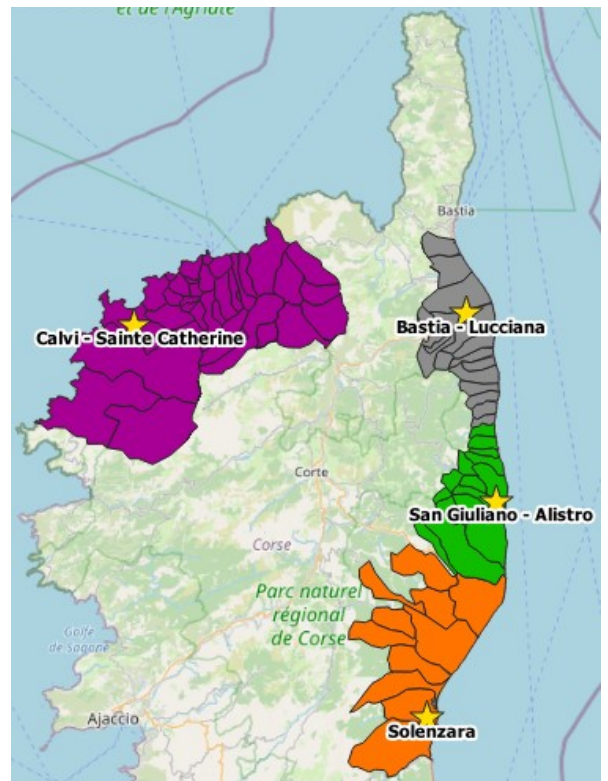 et de l'Agriate
Bastia
Calvi - Sainte Catherine
Bastia - Lucciana
Corte
San Giuliano - Alistro
Corse
Parc naturel
régional
de Corse
Golfe
de Sagone
Ajaccio
Solenzara